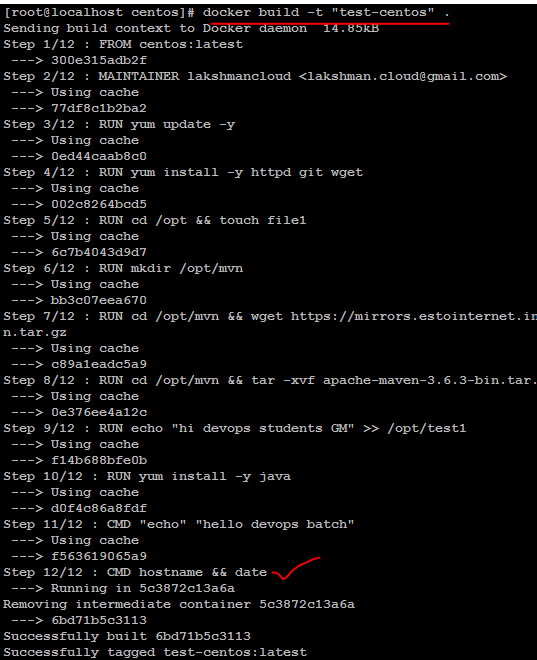 [root@localhost centos]# docker build -t "test-centos" .
Sending build context to Docker daemon  14.85kB
Step 1/12 : FROM centos:latest
 ---> 300e315adb2f
Step 2/12 : MAINTAINER lakshmancloud <lakshman.cloud@gmail.com>
 ---> Using cache
 ---> 77df8c1b2ba2
Step 3/12 : RUN yum update -y
 ---> Using cache
 ---> 0ed44caab8c0
Step 4/12 : RUN yum install -y httpd git wget
 ---> Using cache
 ---> 002c8264bcd5
Step 5/12 : RUN cd /opt && touch file1
 ---> Using cache
 ---> 6c7b4043d9d7
Step 6/12 : RUN mkdir /opt/mvn
 ---> Using cache
 ---> bb3c07eea670
Step 7/12 : RUN cd /opt/mvn && wget https://mirrors.estointernet.in
n.tar.gz
 ---> Using cache
 ---> c89a1eadc5a9
Step 8/12 : RUN cd /opt/mvn && tar -xvf apache-maven-3.6.3-bin.tar.
 ---> Using cache
 ---> 0e376ee4a12c
Step 9/12 : RUN echo "hi devops students GM" >> /opt/test1
 ---> Using cache
 ---> f14b688bfe0b
Step 10/12 : RUN yum install -y java
 ---> Using cache
 ---> d0f4c86a8fdf
Step 11/12 : CMD "echo" "hello devops batch"
 ---> Using cache
 ---> f563619065a9
Step 12/12 : CMD hostname && date
 ---> Running in 5c3872c13a6a
Removing intermediate container 5c3872c13a6a
 ---> 6bd71b5c3113
Successfully built 6bd71b5c3113
Successfully tagged test-centos:latest